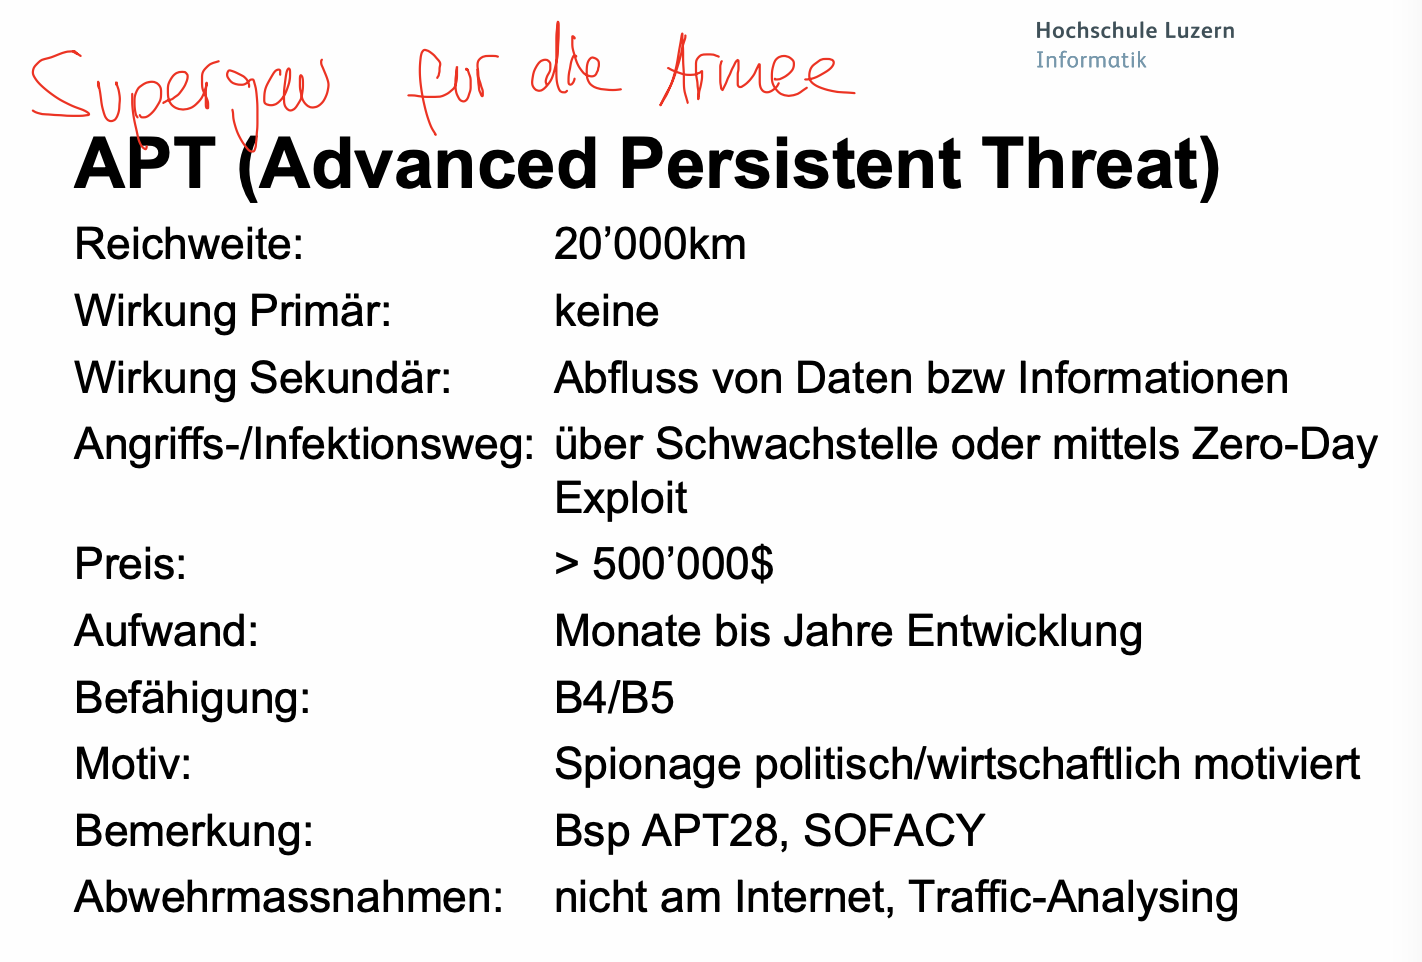 Hochschule Luzern
Informatik
Supergau für die Armee
APT (Advanced Persistent Threat)
Reichweite: 20’000km
Wirkung Primär: keine
Wirkung Sekundär: Abfluss von Daten bzw Informationen
Angriffs-/Infektionsweg: über Schwachstelle oder mittels Zero-Day
Exploit
Preis: > 500’000$
Aufwand: Monate bis Jahre Entwicklung
Befähigung: B4/B5
Motiv: Spionage politisch/wirtschaftlich motiviert
Bemerkung: Bsp APT28, SOFACY
Abwehrmassnahmen: nicht am Internet, Traffic-Analysing